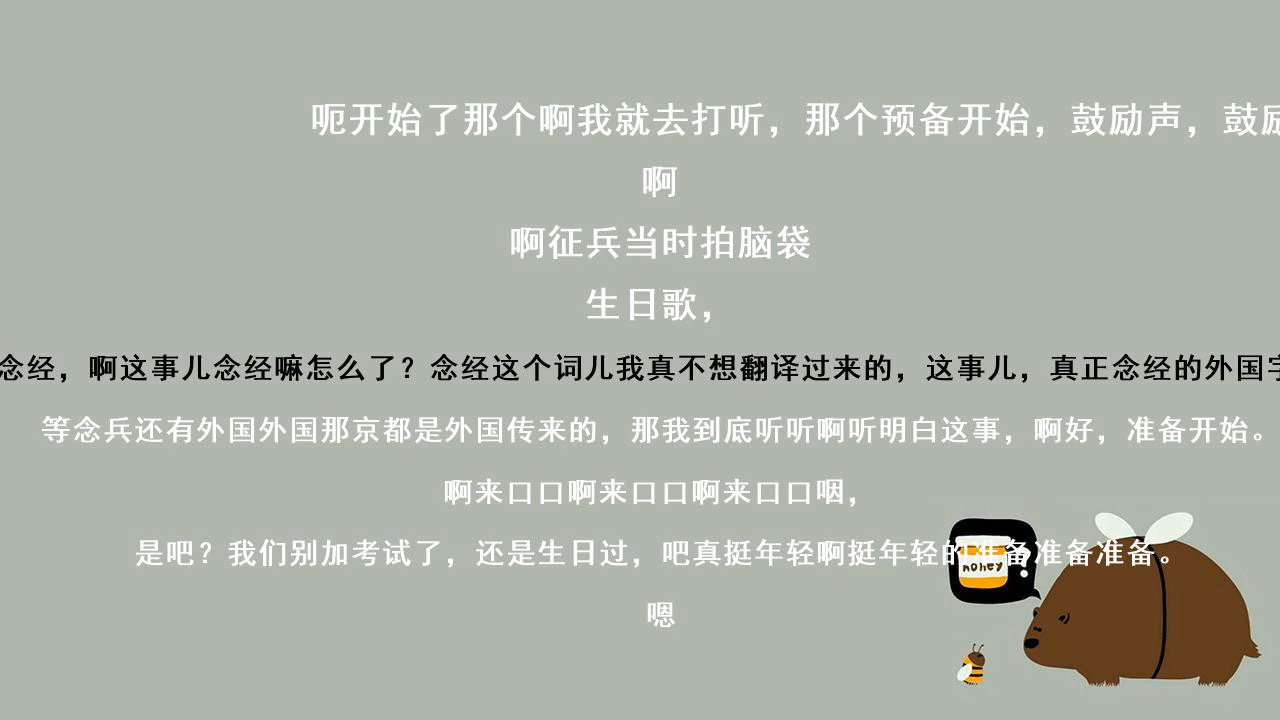 呃开始了那个啊我就去打听，那个预备开始，鼓励声，鼓励
啊
啊征兵当时拍脑袋
生日歌，
念经，啊这事儿念经嘛怎么了？念经这个词儿我真不想翻译过来的，这事儿，真正念经的外国字
等念兵还有外国外国那京都是外国传来的，那我到底听听啊听明白这事，啊好，准备开始。
啊来口口啊来口口啊来口口咽，
是吧？我们别加考试了，还是生日过，吧真挺年轻啊挺年轻的准备准备准备。
honey
嗯